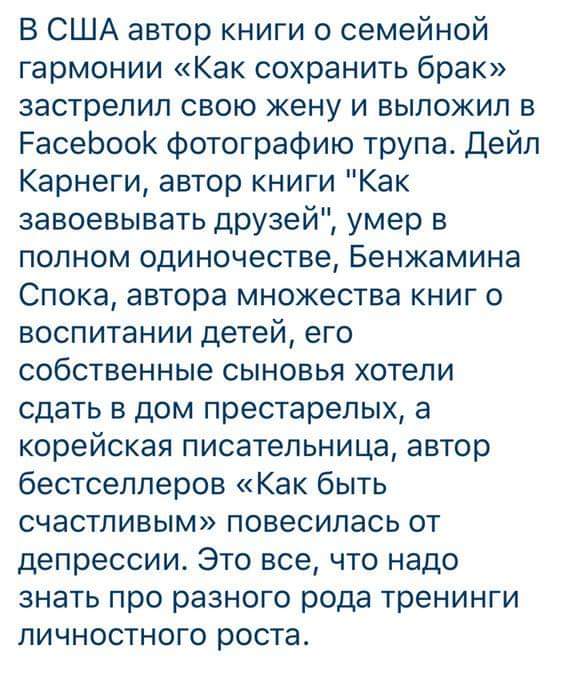 В США автор книги о семейной
гармонии «Как сохранить брак»
застрелил свою жену и выложил в
Facebook фотографию трупа. Дейл
Карнеги, автор книги "Как
завоевывать друзей", умер в
полном одиночестве, Бенжамина
Спока, автора множества книг о
воспитании детей, его
собственные сыновья хотели
сдать в дом престарелых, а
корейская писательница, автор
бестселлеров «Как быть
счастливым» повесилась от
депрессии. Это все, что надо
знать про разного рода тренинги
личностного роста.